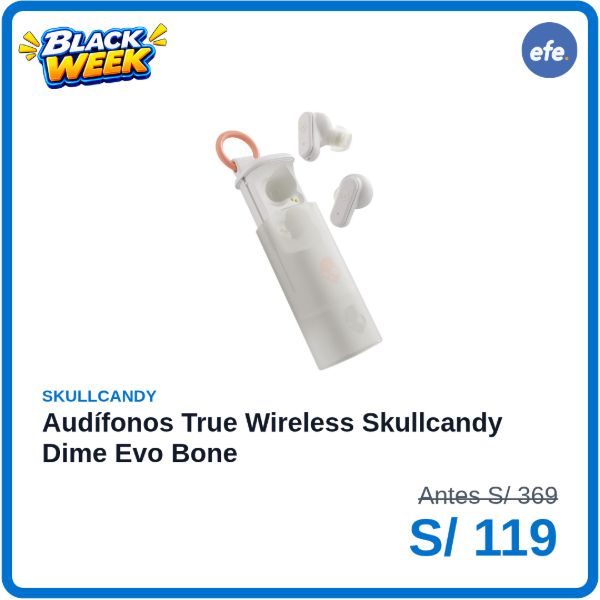 BLACK
WEEK
efe.
SKULLCANDY
Audífonos True Wireless Skullcandy
Dime Evo Bone
Antes S/ 369
S/ 119